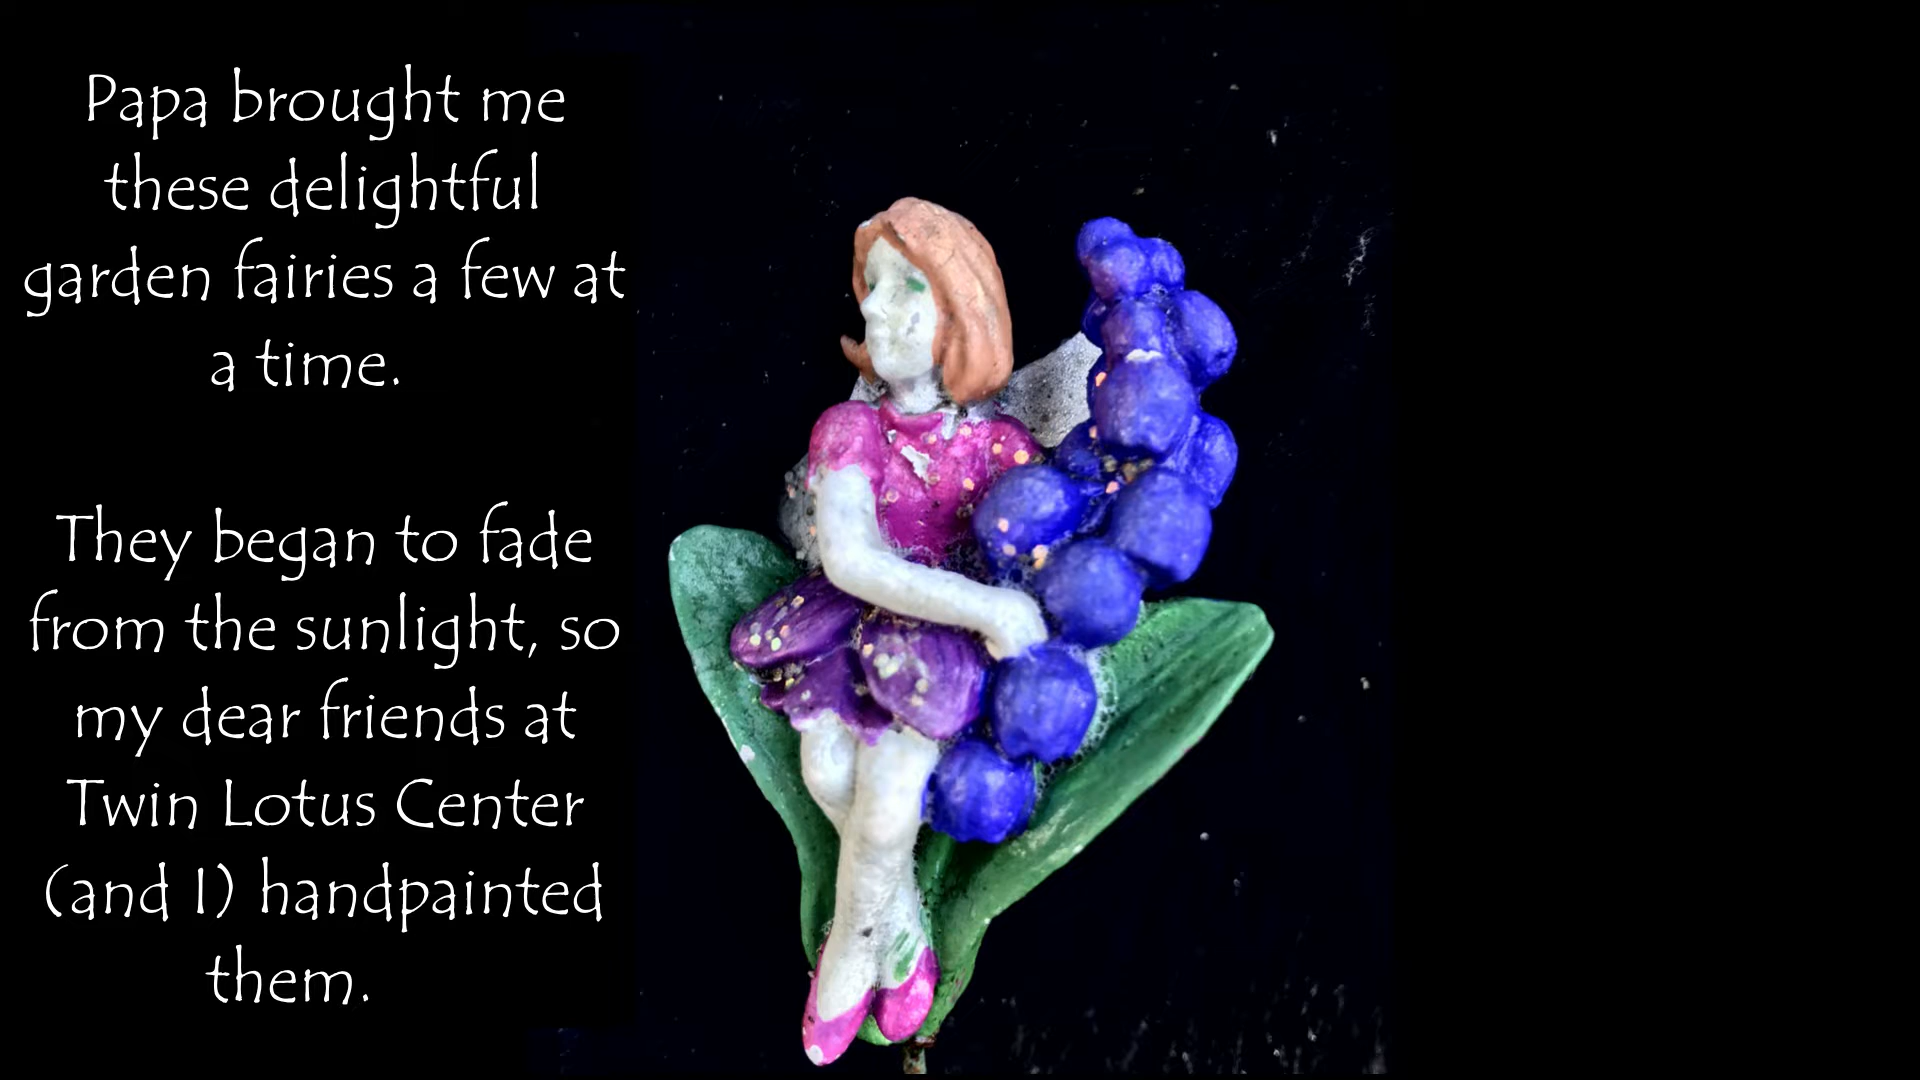 Papa brought me
these delightful
garden fairies a few at
a time.
They began to fade
from the sunlight, so
my dear friends at
Twin Lotus Center
(and I) handpainted
them.